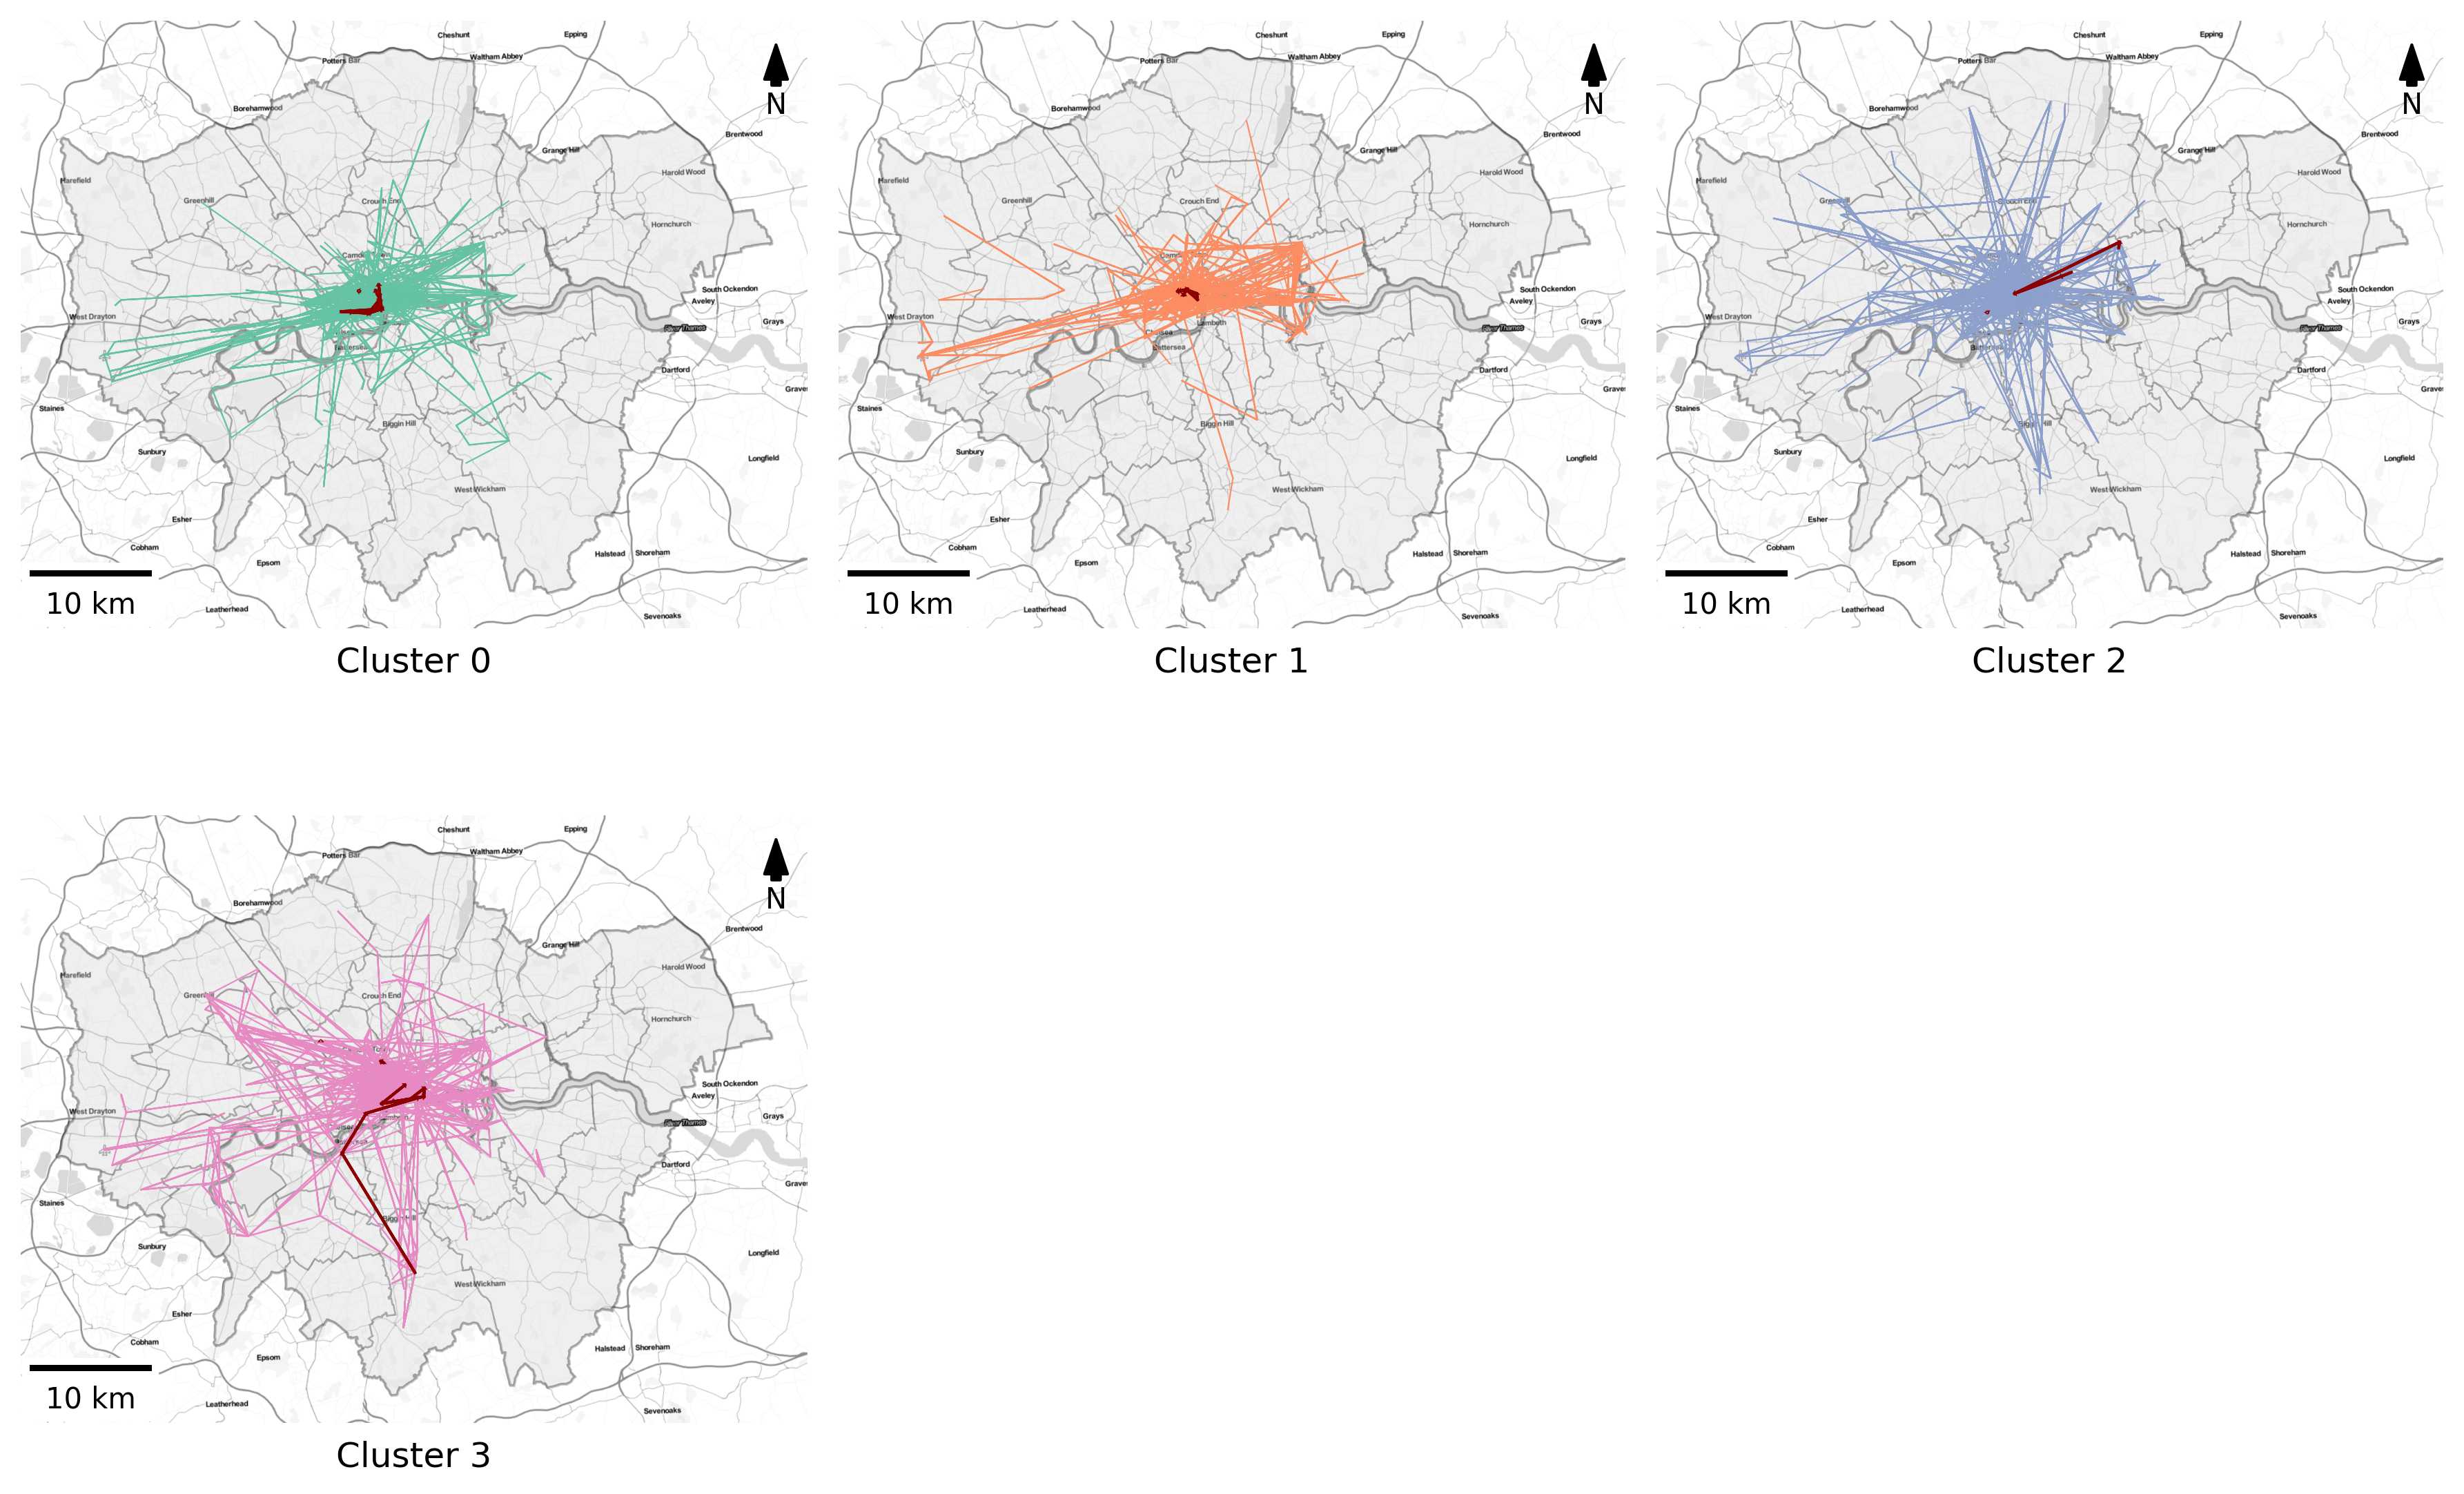 Cheshunt
Epping
Potters Bar
Waltham Abbey
N
Borehamwood
Brentwood
Grange Hill
Harefield
Harold Wood
Greenhill
Crouch End
Hornchurch
South Ockendon
Aveley
West Drayton
Grays
River Thames
Battersea
Dartford
Staines
Biggin Hill
Sunbury
Longfield
West Wickham
Esher
Cobham
Halstead
Shoreham
Epsom
10 km
Leatherhead
Sevenoaks
Cluster 0
Cheshunt
Epping
Potters Bar
Waltham Abbey
N
Borehamwood
Brentwood
Grange Hill
Harefield
Harold Wood
Greenhill
Crouch End
Hornchurch
South Ockendon
Aveley
West Drayton
Grays
Lambeth
River Thames
Chelsea
Battersea
Dartford
Staines
Biggin Hill
Sunbury
Longfield
West Wickham
Esher
Cobham
Halstead
Shoreham
Epsom
10 km
Leatherhead
Sevenoaks
Cluster 1
Cheshunt
Epping
Potters Bar
Waltham Abbey
N
Borehamwood
Brentwood
Grange Hill
Harefield
Harold Wood
Greenhill
Crouch End
Hornchurch
South Ockendon
Aveley
West Drayton
Grays
River Thames
Dartford
Staines
Biggin Hill
Sunbury
Longfield
West Wickham
Esher
Cobham
Halstead
Shoreham
Epsom
10 km
Leatherhead
Sevenoaks
Cluster 2
Cheshunt
Epping
Potters Bar
Waltham Abbey
N
Borehamwood
Brentwood
Grange Hill
Harefield
Harold Wood
Greenhill
Crouch End
Hornchurch
South Ockendon
Aveley
West Drayton
Grays
River Thames
Dartford
Staines
Biggin Hill
Sunbury
Longfield
West Wickham
Esher
Cobham
Halstead
Shoreham
Epsom
10 km
Leatherhead
Sevenoaks
Cluster 3